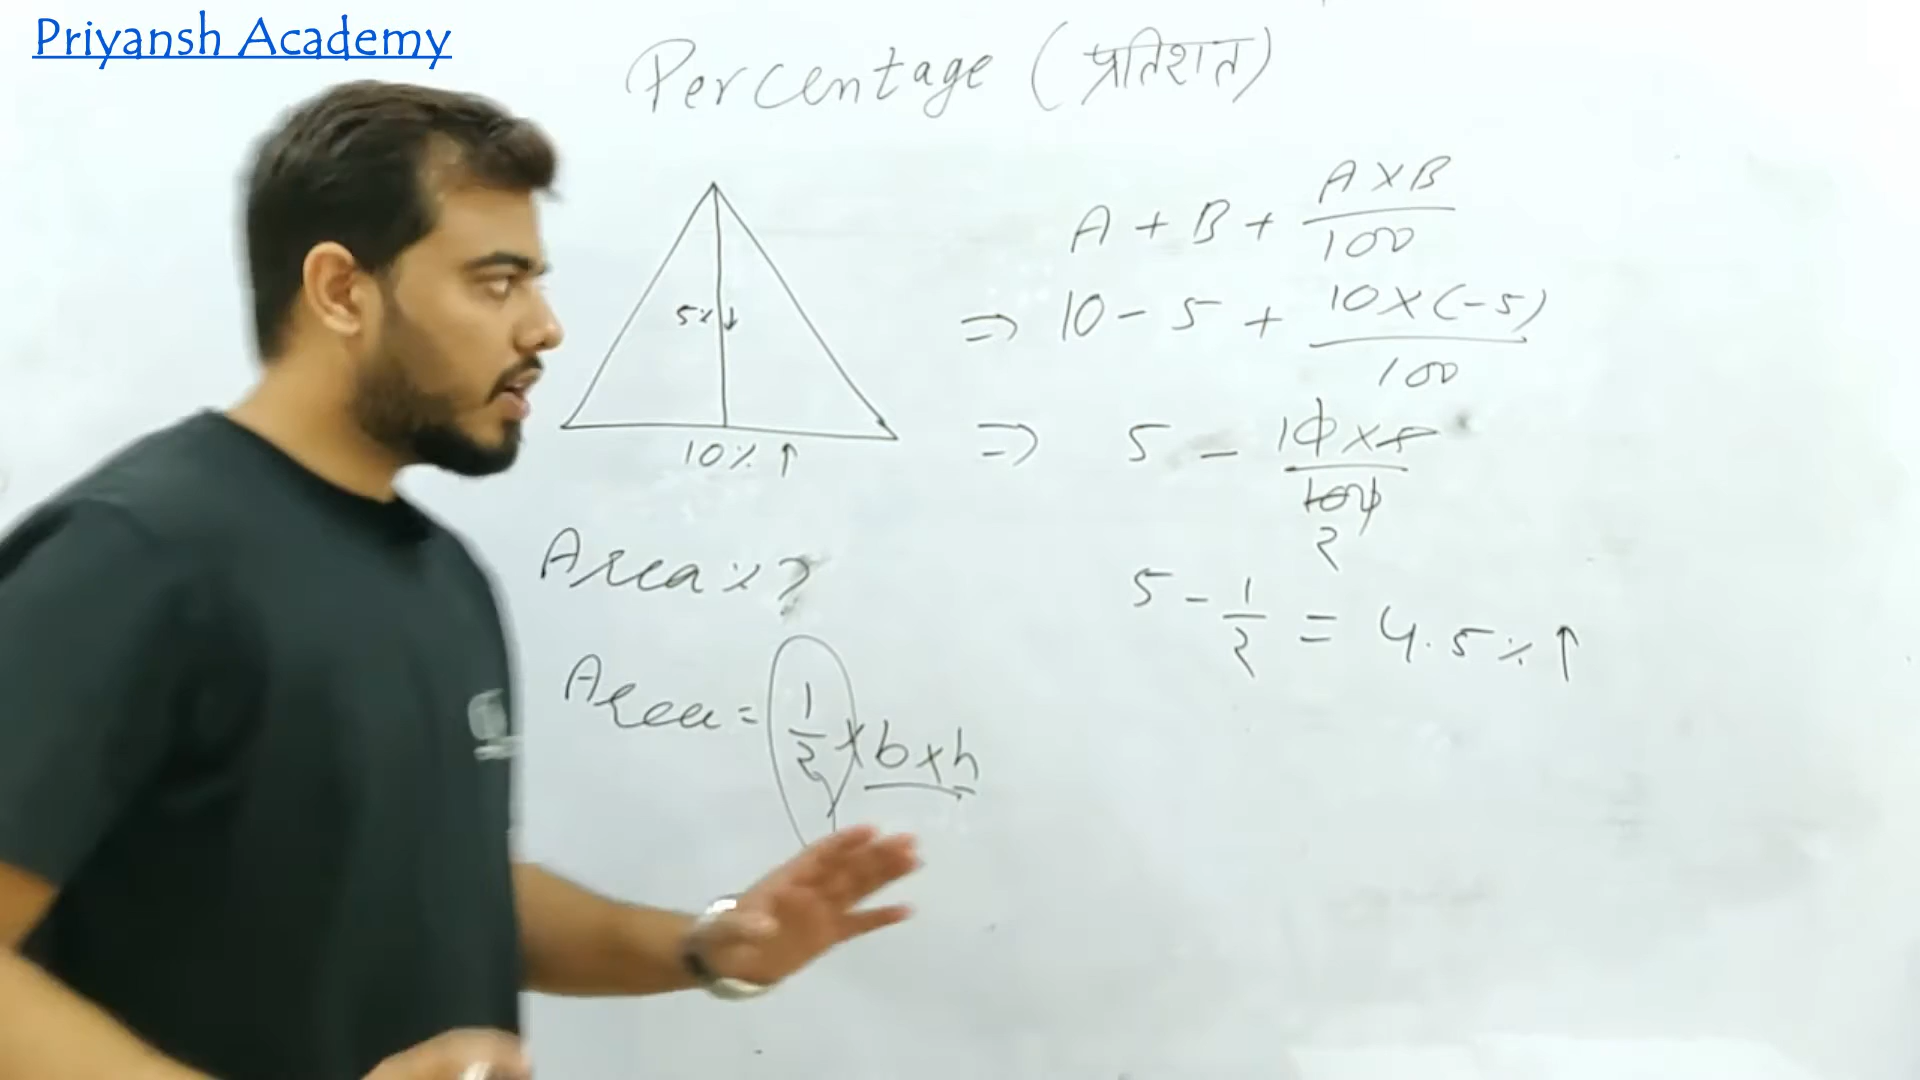 Priyansh Academy
Percentage (प्रतिशत)
5% ↓
10% ↑
Area % ?
Area = 1/2 × b × h
A + B + A×B/100
⇒ 10 - 5 + 10×(-5)/100
⇒ 5 - 10×5/100
2
5 - 1/2 = 4.5% ↑